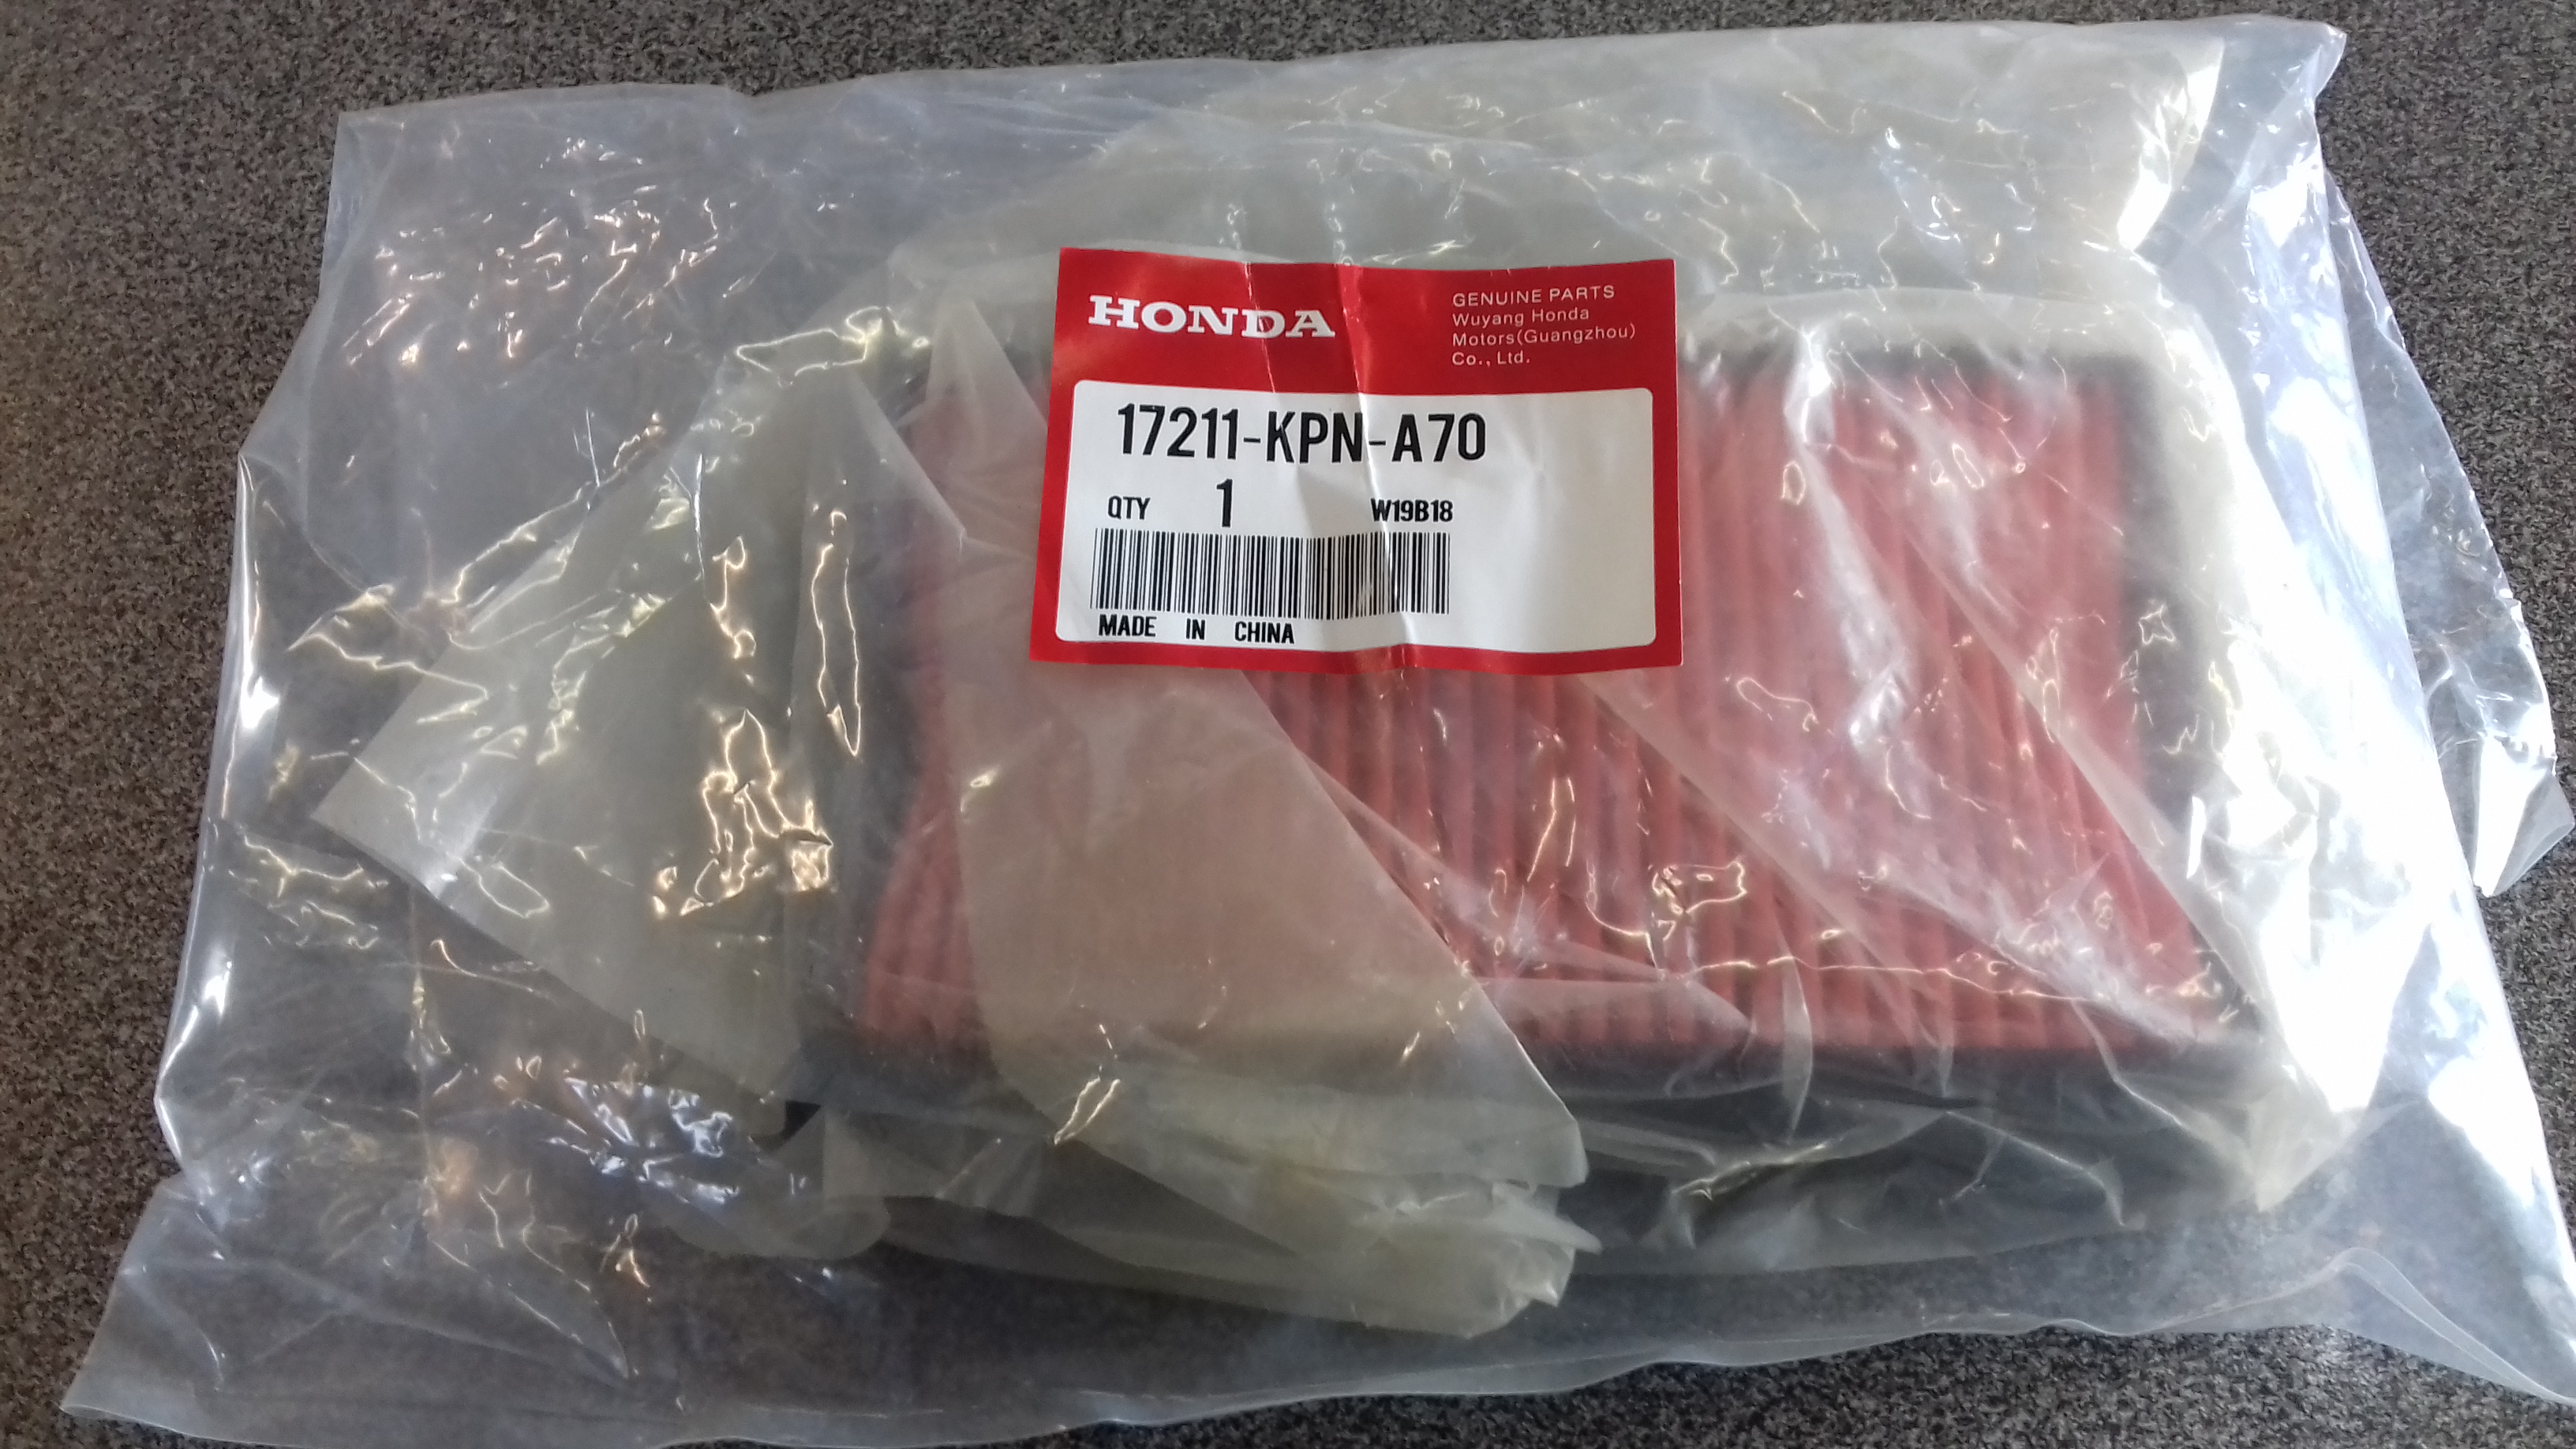 HONDA
GENUINE PARTS
Wuyang Honda
Motors(Guangzhou)
Co., Ltd.
17211-KPN-A70
QTY 1 W19B18
MADE IN CHINA